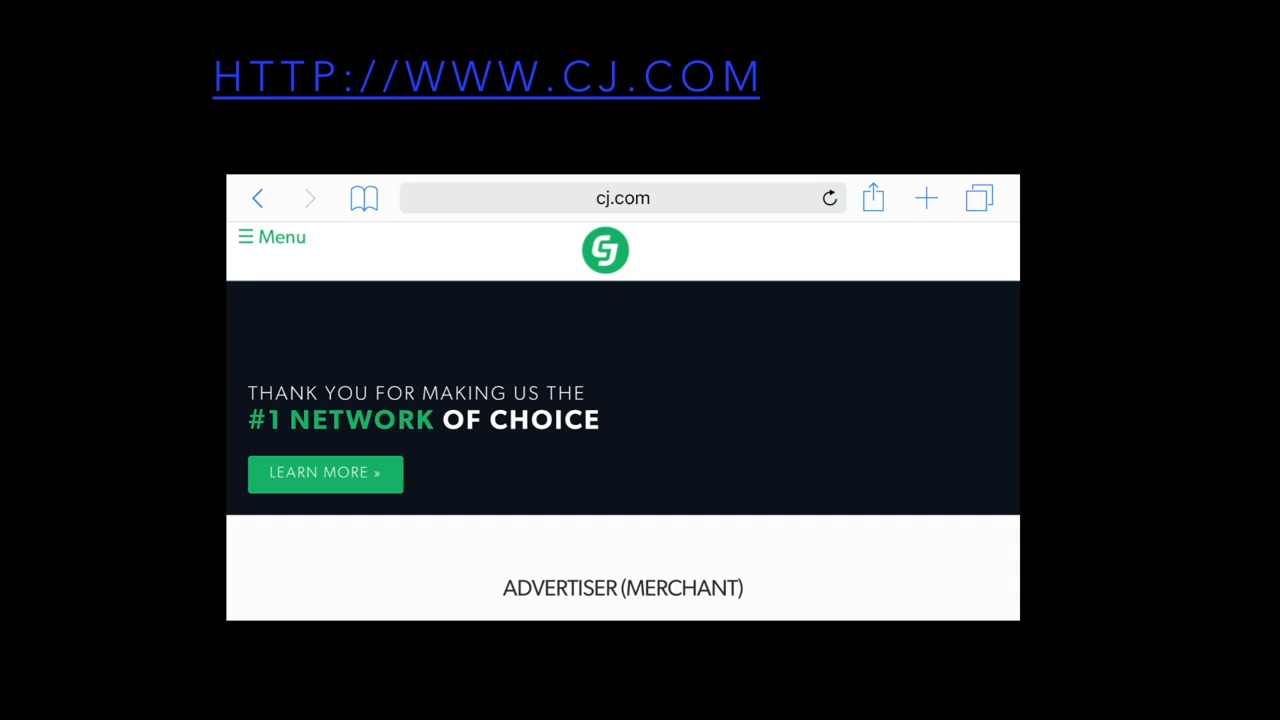 HTTP://WWW.CJ.COM
cj.com
☰ Menu
CJ
THANK YOU FOR MAKING US THE
#1 NETWORK OF CHOICE
LEARN MORE »
ADVERTISER (MERCHANT)